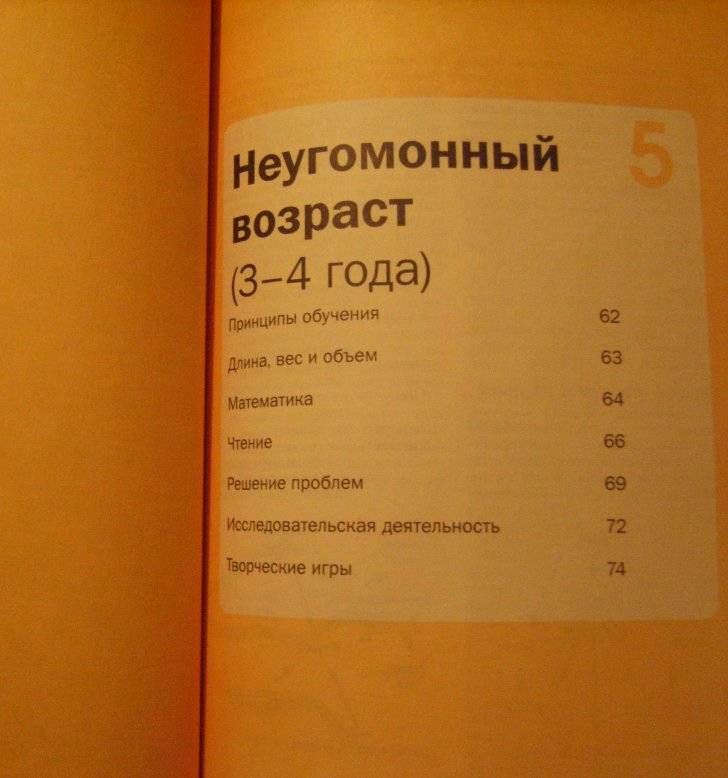 5
Неугомонный
возраст
(3–4 года)
Принципы обучения 62
Длина, вес и объем 63
Математика 64
Чтение 66
Решение проблем 69
Исследовательская деятельность 72
Творческие игры 74